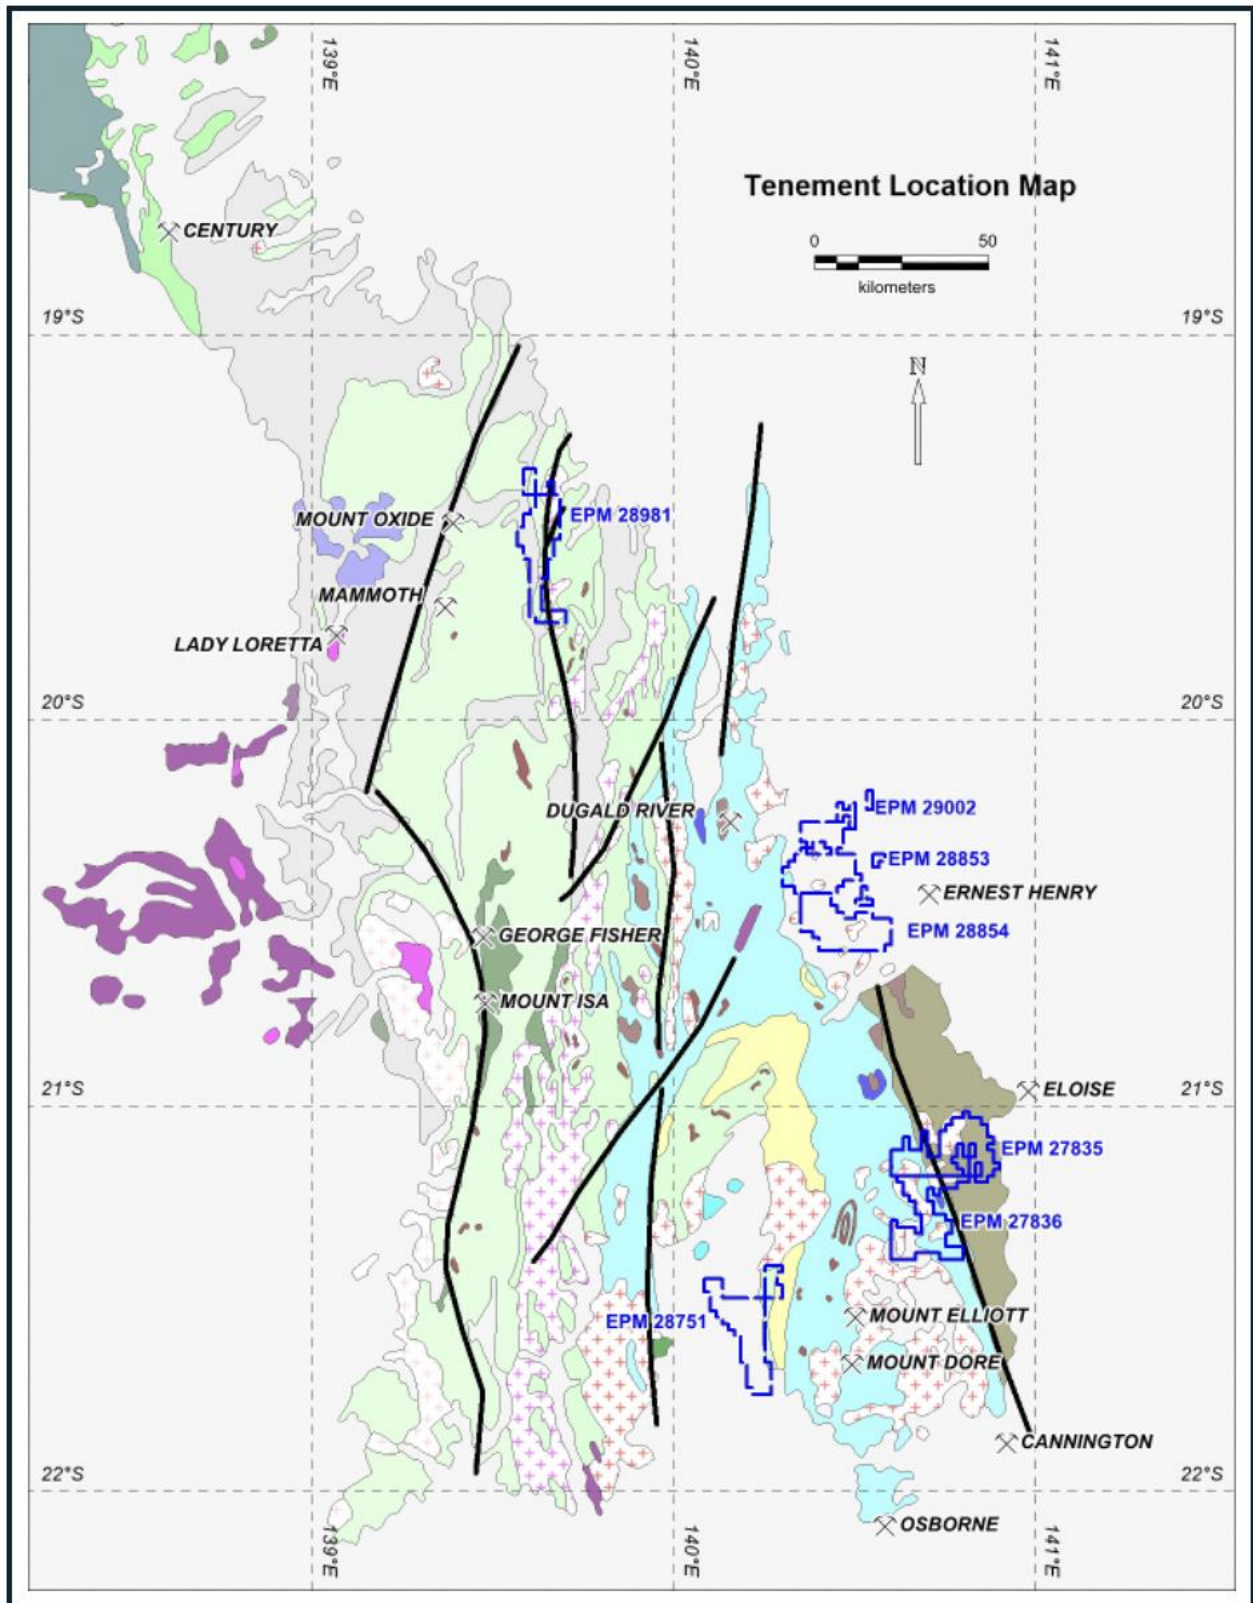 139°E
140°E
141°E
Tenement Location Map
0 50
kilometers
CENTURY
19°S
19°S
N
MOUNT OXIDE
EPM 28981
MAMMOTH
LADY LORETTA
20°S
20°S
DUGALD RIVER
EPM 29002
EPM 28853
ERNEST HENRY
EPM 28854
GEORGE FISHER
MOUNT ISA
21°S
21°S
ELOISE
EPM 27835
EPM 27836
MOUNT ELLIOTT
EPM 28751
MOUNT DORE
CANNINGTON
22°S
22°S
OSBORNE
139°E
140°E
141°E